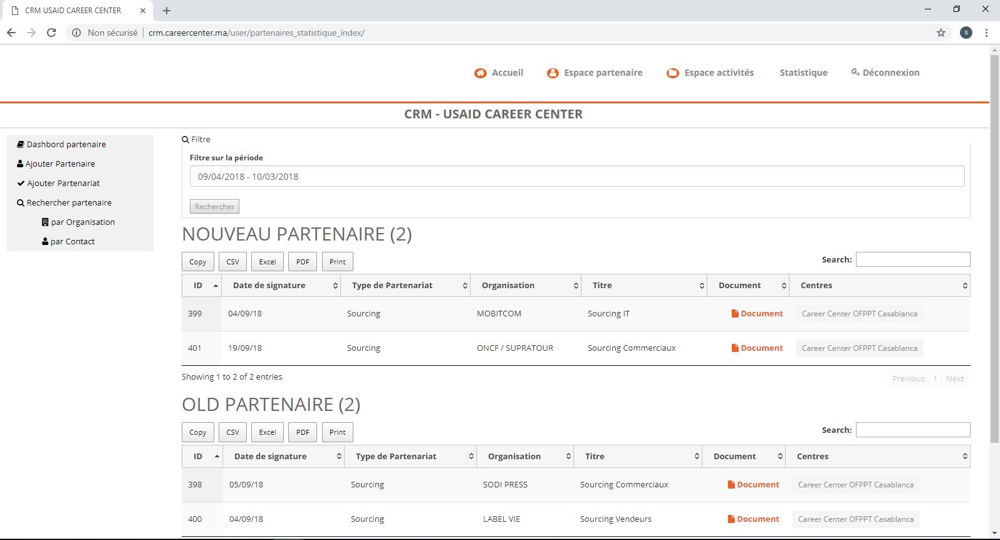 CRM USAID CAREER CENTER
Non sécurisé crm.careercenter.ma/user/partenaires_statistique_index/
S
Accueil Espace partenaire Espace activités Statistique Déconnexion
CRM - USAID CAREER CENTER
Dashbord partenaire
Ajouter Partenaire
Ajouter Partenariat
Rechercher partenaire
par Organisation
par Contact
Filtre
Filtre sur la période
09/04/2018 - 10/03/2018
Rechercher
NOUVEAU PARTENAIRE (2)
Copy CSV Excel PDF Print Search:
ID Date de signature Type de Partenariat Organisation Titre Document Centres
399 04/09/18 Sourcing MOBITCOM Sourcing IT Document Career Center OFPPT Casablanca
401 19/09/18 Sourcing ONCF / SUPRATOUR Sourcing Commerciaux Document Career Center OFPPT Casablanca
Showing 1 to 2 of 2 entries Previous 1 Next
OLD PARTENAIRE (2)
Copy CSV Excel PDF Print Search:
ID Date de signature Type de Partenariat Organisation Titre Document Centres
398 05/09/18 Sourcing SODI PRESS Sourcing Commerciaux Document Career Center OFPPT Casablanca
400 04/09/18 Sourcing LABEL VIE Sourcing Vendeurs Document Career Center OFPPT Casablanca